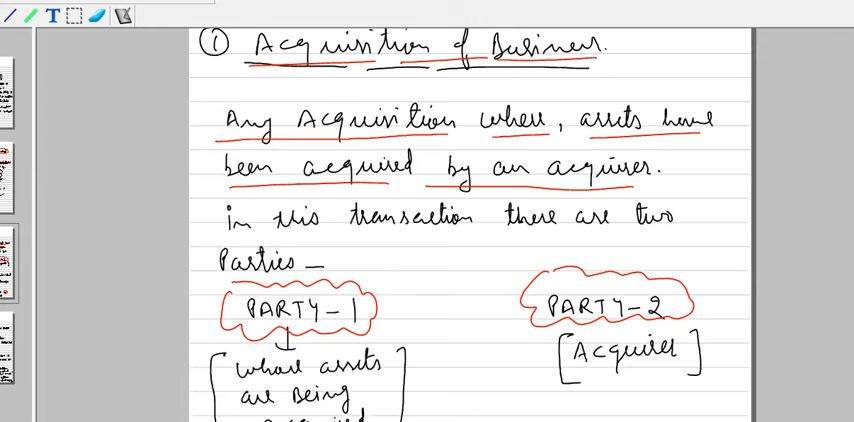 ① Acquisition of Business.
Any Acquisition where, assets have
been acquired by an acquirer.
in this transaction there are two
Parties —
PARTY-1 PARTY-2
[Acquirer]
whose assets
are Being
acquired